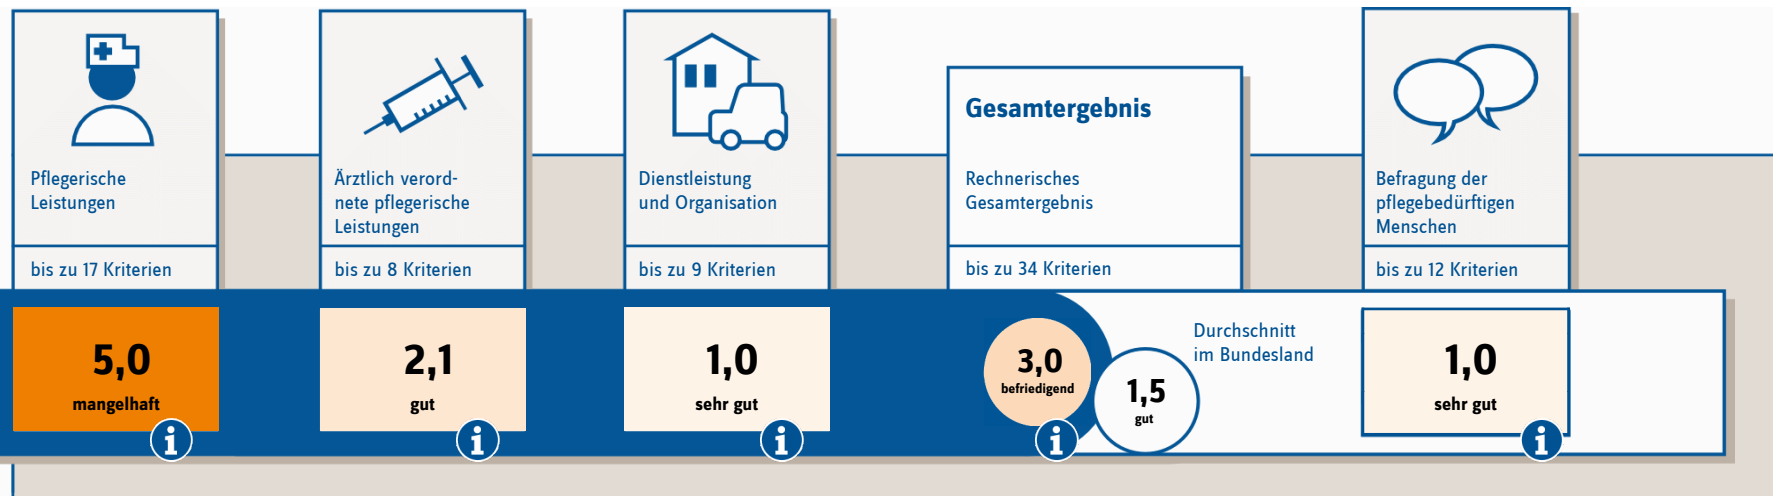 Pflegerische
Leistungen
bis zu 17 Kriterien
5,0
mangelhaft
i
Ärztlich verord-
nete pflegerische
Leistungen
bis zu 8 Kriterien
2,1
gut
i
Dienstleistung
und Organisation
bis zu 9 Kriterien
1,0
sehr gut
i
Gesamtergebnis
Rechnerisches
Gesamtergebnis
bis zu 34 Kriterien
3,0
befriedigend
i
1,5
gut
Durchschnitt
im Bundesland
Befragung der
pflegebedürftigen
Menschen
bis zu 12 Kriterien
1,0
sehr gut
i